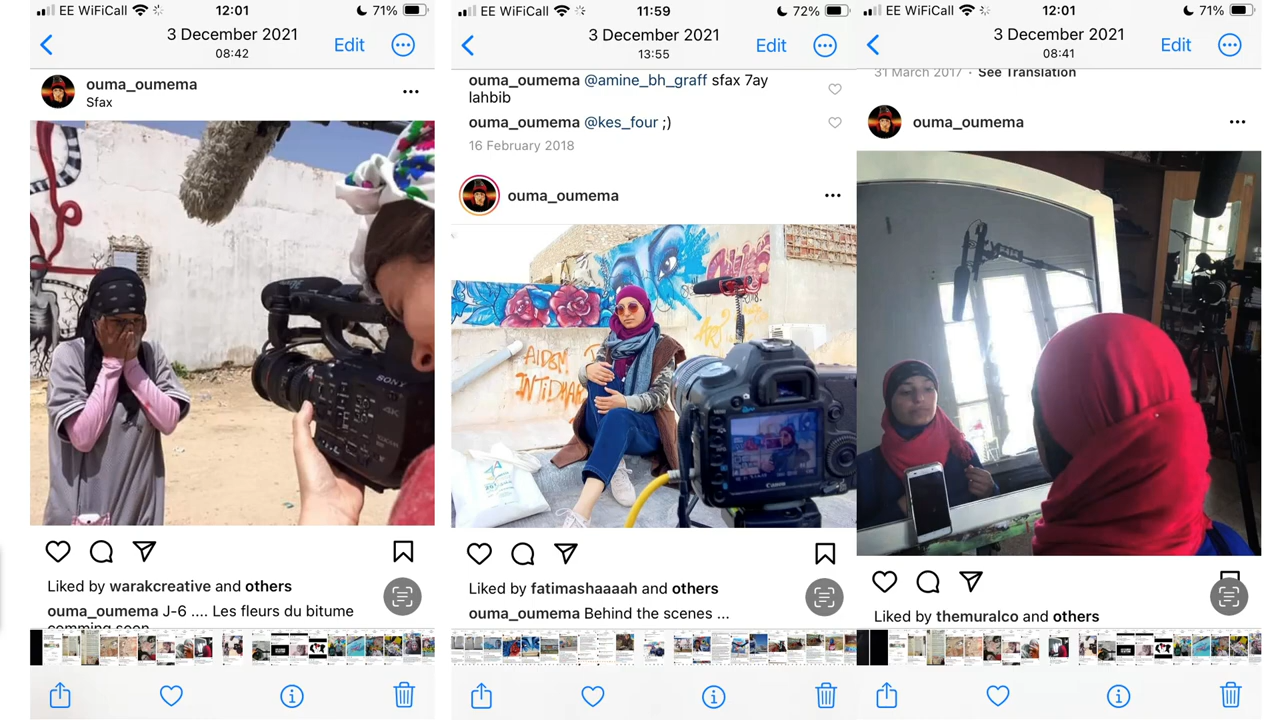 EE WiFiCall 12:01 71%
3 December 2021
08:42
Edit
ouma_oumema
Sfax
SONY
4K
Liked by warakcreative and others
ouma_oumema J-6 .... Les fleurs du bitume
comming soon
EE WiFiCall 11:59 72%
3 December 2021
13:55
Edit
ouma_oumema @amine_bh_graff sfax 7ay
lahbib
ouma_oumema @kes_four ;)
16 February 2018
ouma_oumema
AIDSM
INTIDHAR
Canon
Liked by fatimashaaaah and others
ouma_oumema Behind the scenes ...
EE WiFiCall 12:01 71%
3 December 2021
08:41
Edit
31 March 2017 · See Translation
ouma_oumema
Liked by themuralco and others